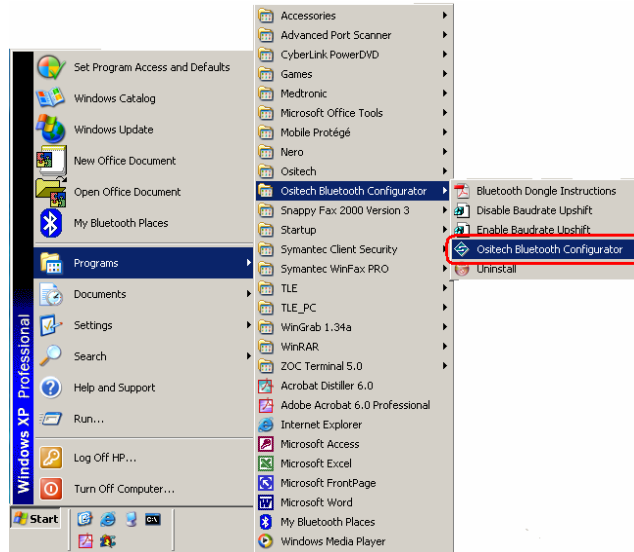 Set Program Access and Defaults
Windows Catalog
Windows Update
New Office Document
Open Office Document
My Bluetooth Places
Programs
Documents
Settings
Search
Help and Support
Run...
Log Off HP...
Turn Off Computer...
Windows XP Professional
Start
Accessories
Advanced Port Scanner
CyberLink PowerDVD
Games
Medtronic
Microsoft Office Tools
Mobile Protégé
Nero
Ositech
Ositech Bluetooth Configurator
Snappy Fax 2000 Version 3
Startup
Symantec Client Security
Symantec WinFax PRO
TLE
TLE_PC
WinGrab 1.34a
WinRAR
ZOC Terminal 5.0
Acrobat Distiller 6.0
Adobe Acrobat 6.0 Professional
Internet Explorer
Microsoft Access
Microsoft Excel
Microsoft FrontPage
Microsoft Word
My Bluetooth Places
Windows Media Player
Bluetooth Dongle Instructions
Disable Baudrate Upshift
Enable Baudrate Upshift
Ositech Bluetooth Configurator
Uninstall